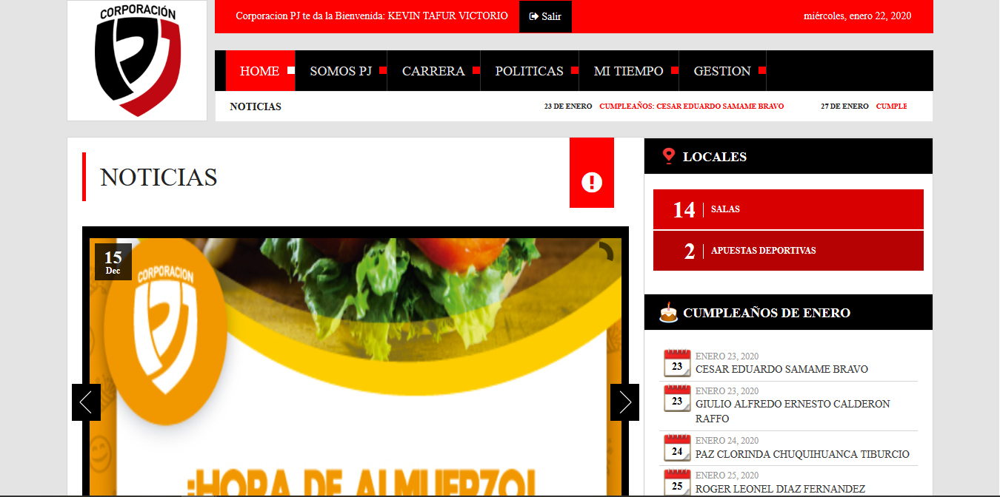 CORPORACIÓN
Corporacion PJ te da la Bienvenida: KEVIN TAFUR VICTORIO
Salir
miércoles, enero 22, 2020
HOME
SOMOS PJ
CARRERA
POLITICAS
MI TIEMPO
GESTION
NOTICIAS
23 DE ENERO CUMPLEAÑOS: CESAR EDUARDO SAMAME BRAVO
27 DE ENERO CUMPLE
NOTICIAS
15
Dec
CORPORACION
¡HORA DE ALMUERZO!
LOCALES
14 SALAS
2 APUESTAS DEPORTIVAS
CUMPLEAÑOS DE ENERO
23
ENERO 23, 2020
CESAR EDUARDO SAMAME BRAVO
23
ENERO 23, 2020
GIULIO ALFREDO ERNESTO CALDERON
RAFFO
24
ENERO 24, 2020
PAZ CLORINDA CHUQUIHUANCA TIBURCIO
25
ENERO 25, 2020
ROGER LEONEL DIAZ FERNANDEZ